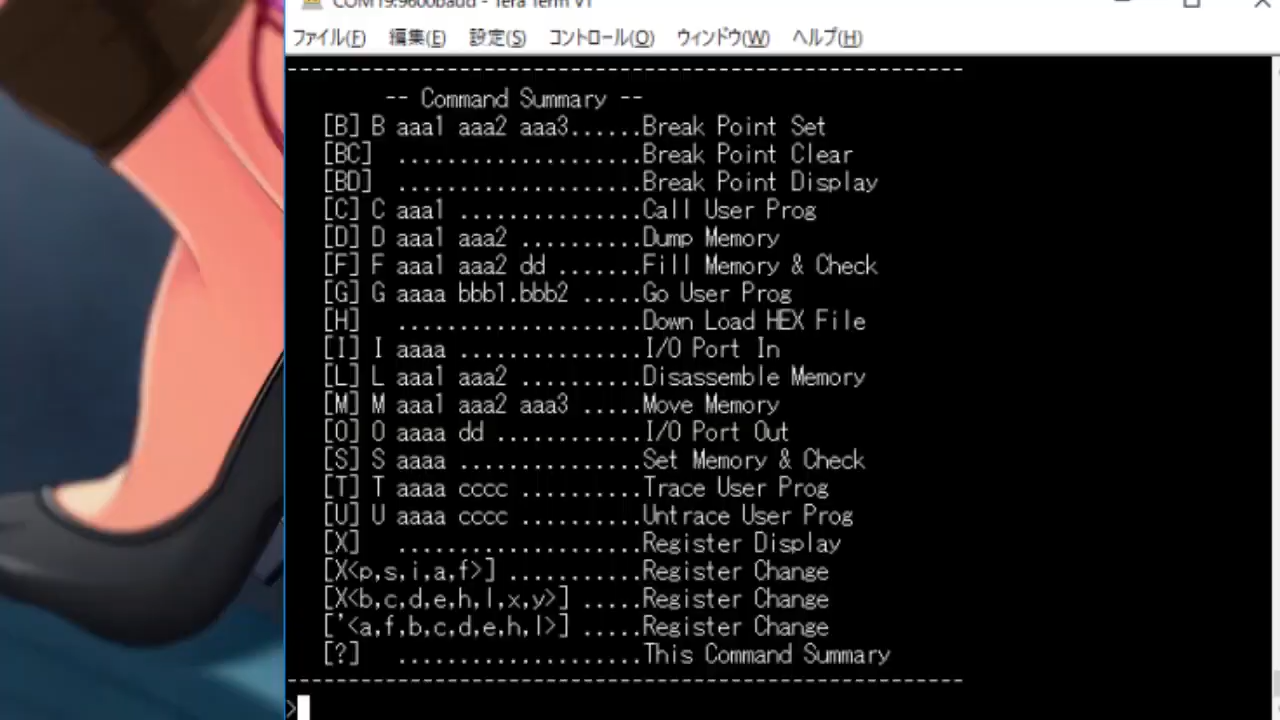 COM19:9600baud - Tera Term VT
ファイル(F) 編集(E) 設定(S) コントロール(O) ウィンドウ(W) ヘルプ(H)
-------------------------------------------------------
-- Command Summary --
[B] B aaa1 aaa2 aaa3......Break Point Set
[BC] ....................Break Point Clear
[BD] ....................Break Point Display
[C] C aaa1 ...............Call User Prog
[D] D aaa1 aaa2 ..........Dump Memory
[F] F aaa1 aaa2 dd .......Fill Memory & Check
[G] G aaaa bbb1.bbb2 .....Go User Prog
[H] ....................Down Load HEX File
[I] I aaaa ...............I/O Port In
[L] L aaa1 aaa2 ..........Disassemble Memory
[M] M aaa1 aaa2 aaa3 .....Move Memory
[O] O aaaa dd ............I/O Port Out
[S] S aaaa ...............Set Memory & Check
[T] T aaaa cccc ..........Trace User Prog
[U] U aaaa cccc ..........Untrace User Prog
[X] ....................Register Display
[X<p,s,i,a,f>] ...........Register Change
[X<b,c,d,e,h,l,x,y>] .....Register Change
['<a,f,b,c,d,e,h,l>] .....Register Change
[?] ....................This Command Summary
-------------------------------------------------------
>